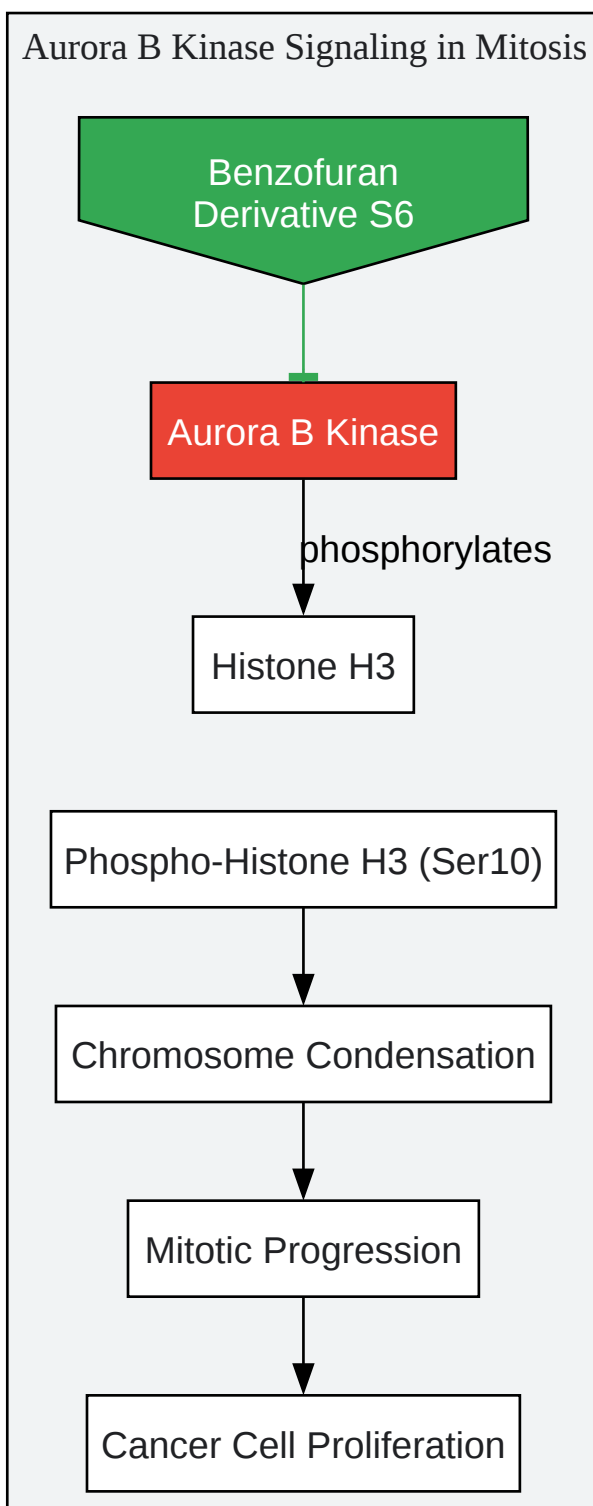 Aurora B Kinase Signaling in Mitosis
Benzofuran
Derivative S6
Aurora B Kinase
phosphorylates
Histone H3
Phospho-Histone H3 (Ser10)
Chromosome Condensation
Mitotic Progression
Cancer Cell Proliferation